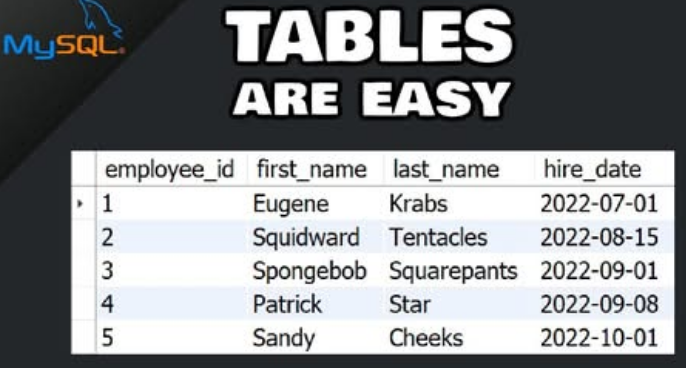 MySQL.
TABLES
ARE EASY
employee_id first_name last_name hire_date
1 Eugene Krabs 2022-07-01
2 Squidward Tentacles 2022-08-15
3 Spongebob Squarepants 2022-09-01
4 Patrick Star 2022-09-08
5 Sandy Cheeks 2022-10-01